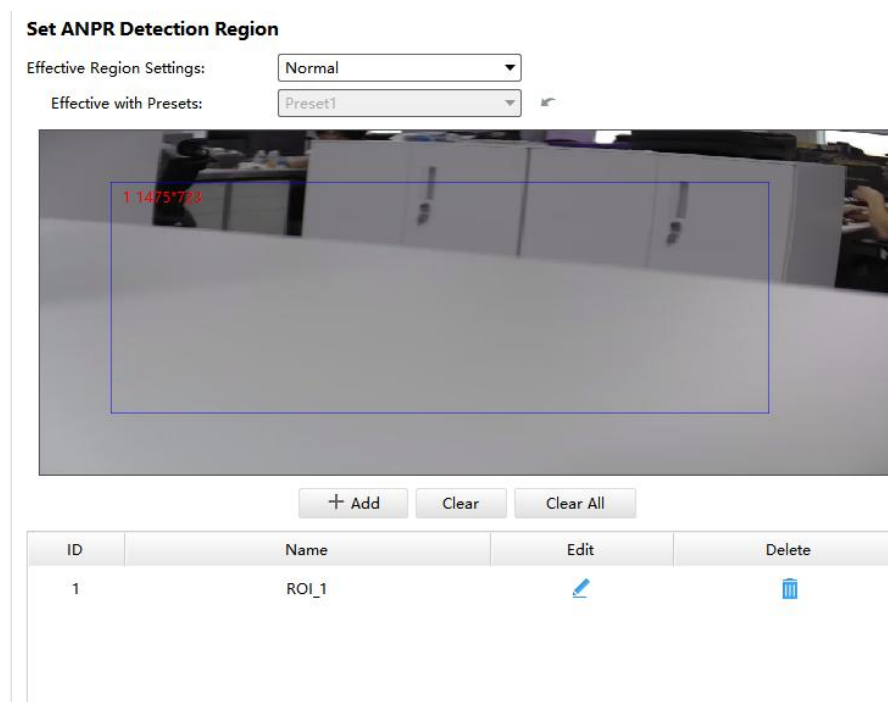 Set ANPR Detection Region
Effective Region Settings: Normal
Effective with Presets: Preset1
1 1475*723
+ Add Clear Clear All
ID Name Edit Delete
1 ROI_1